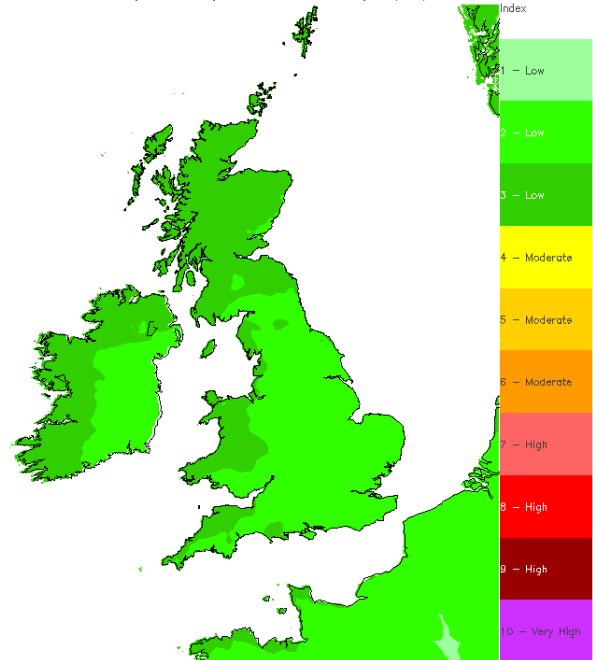 Index
1 - Low
2 - Low
3 - Low
4 - Moderate
5 - Moderate
6 - Moderate
7 - High
8 - High
9 - High
10 - Very High